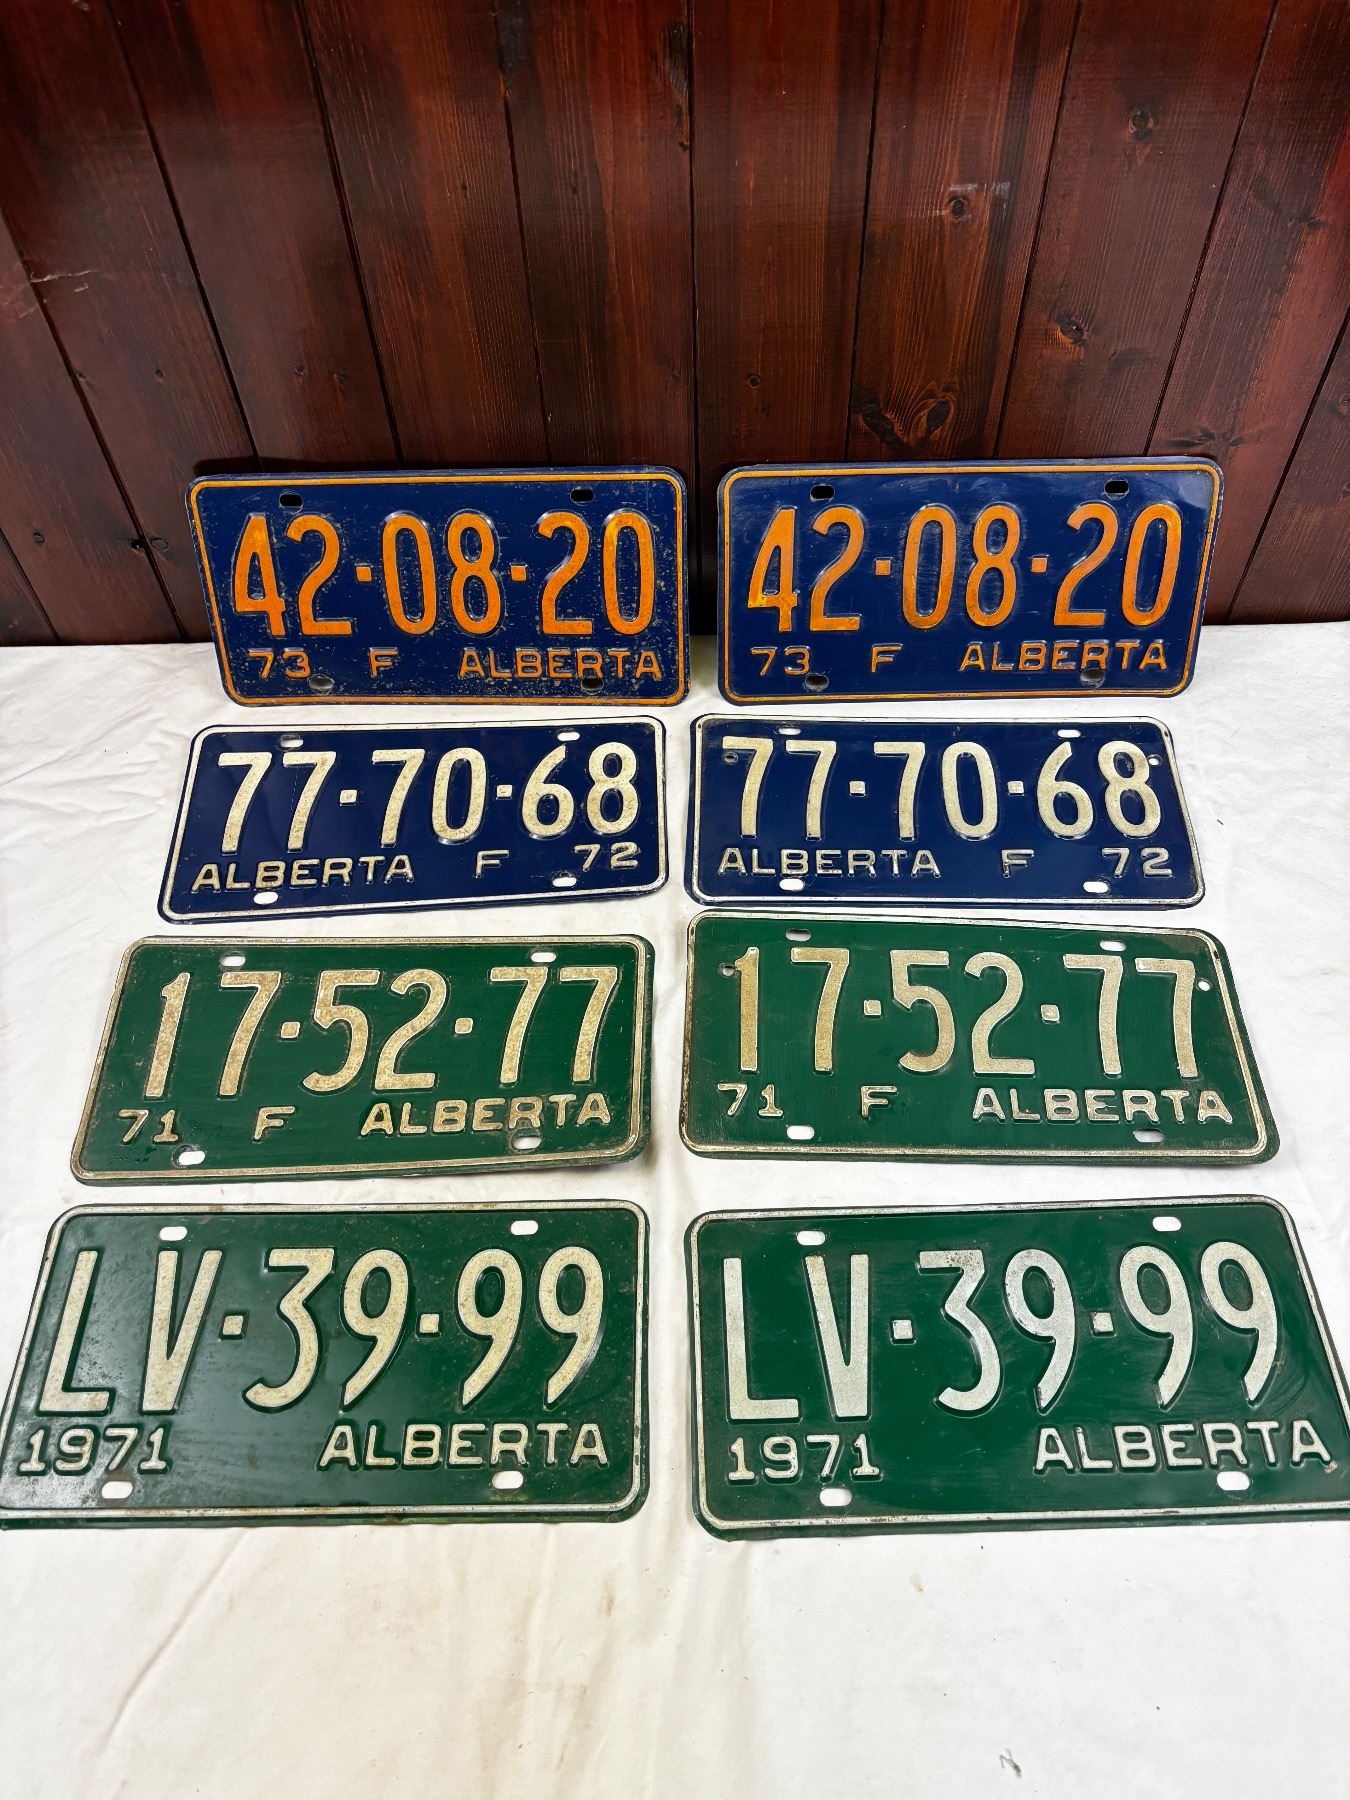 42·08·20
73 F ALBERTA
42·08·20
73 F ALBERTA
77·70·68
ALBERTA F 72
77·70·68
ALBERTA F 72
17·52·77
71 F ALBERTA
17·52·77
71 F ALBERTA
LV·39·99
1971 ALBERTA
LV·39·99
1971 ALBERTA